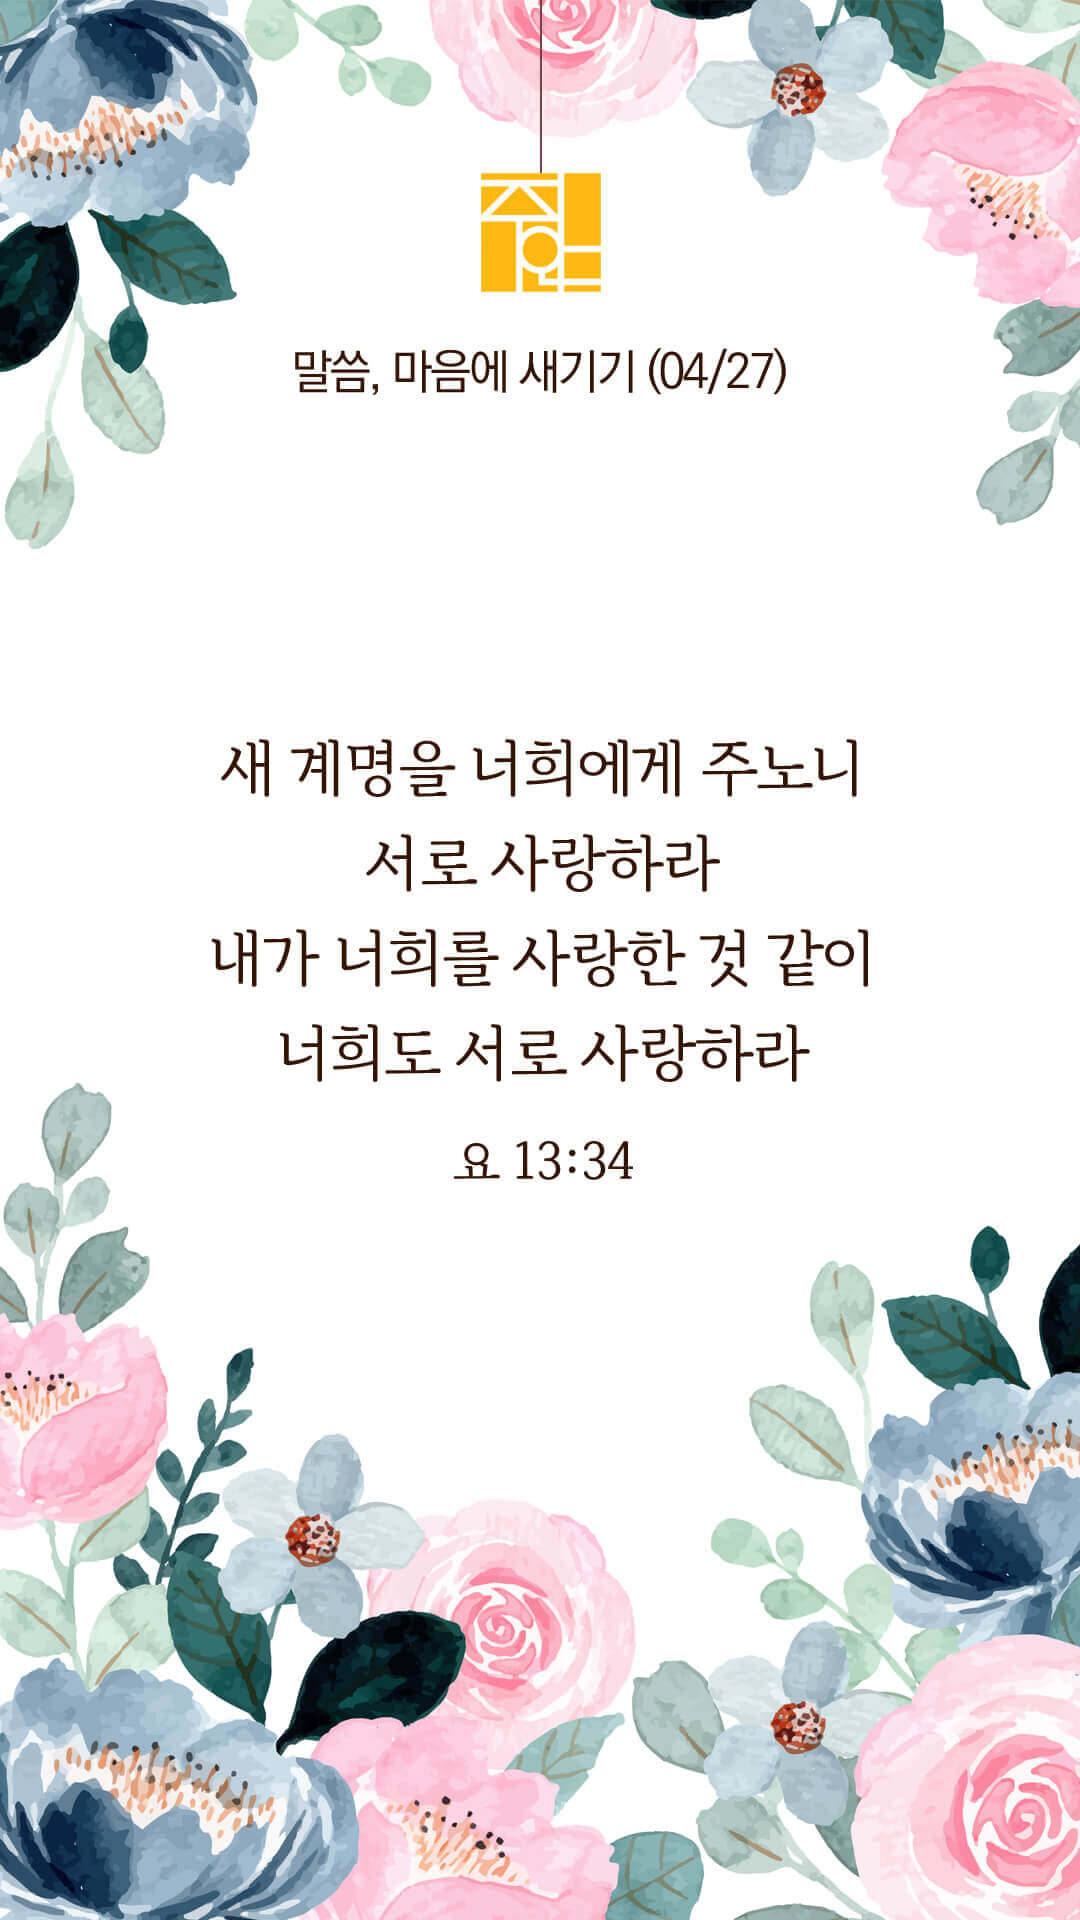 말씀, 마음에 새기기 (04/27)
새 계명을 너희에게 주노니
서로 사랑하라
내가 너희를 사랑한 것 같이
너희도 서로 사랑하라
요 13:34